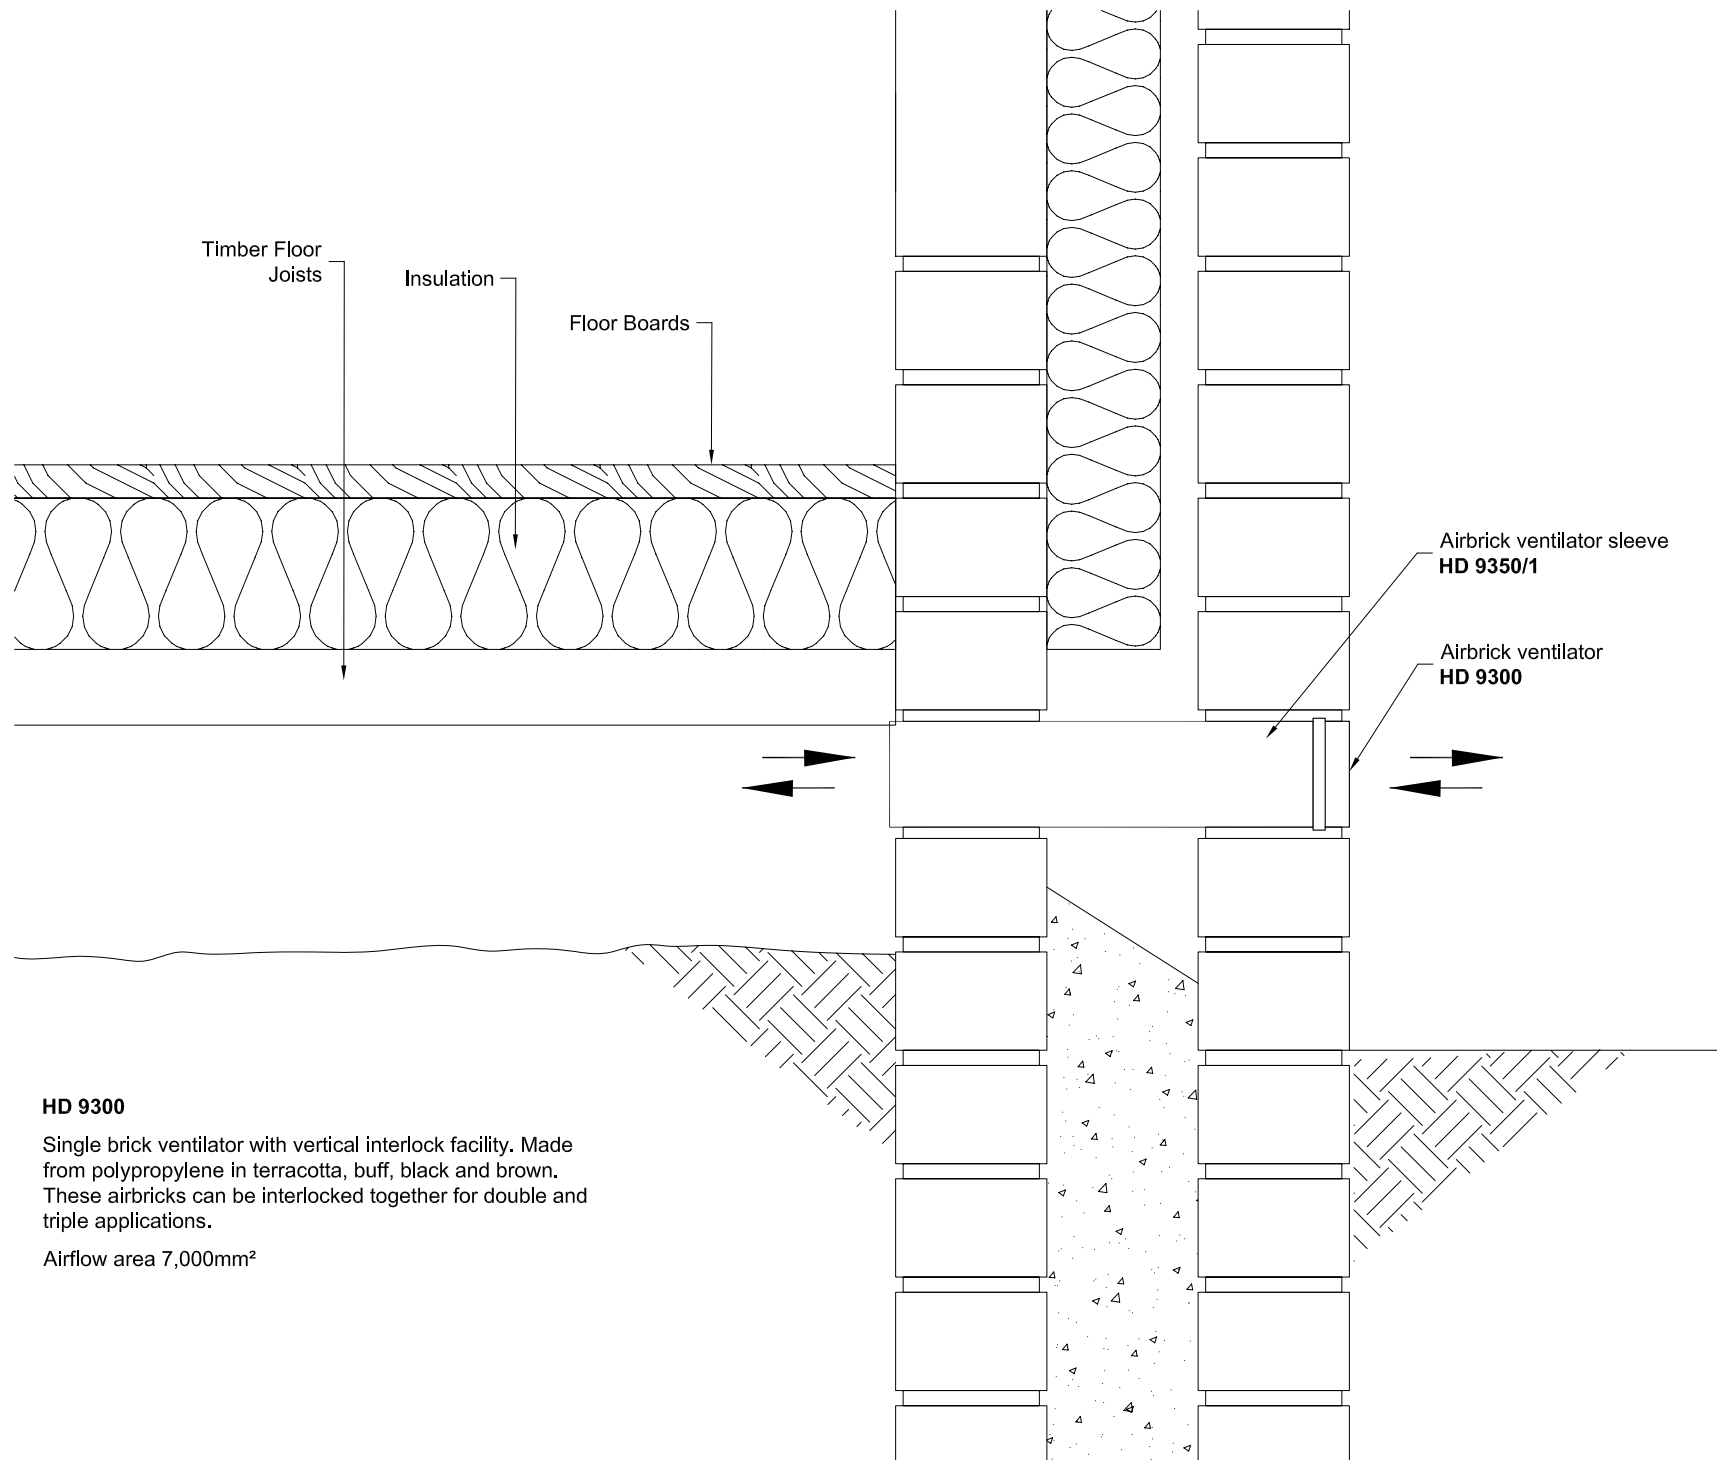 Timber Floor
Joists
Insulation
Floor Boards
Airbrick ventilator sleeve
HD 9350/1
Airbrick ventilator
HD 9300
HD 9300
Single brick ventilator with vertical interlock facility. Made
from polypropylene in terracotta, buff, black and brown.
These airbricks can be interlocked together for double and
triple applications.
Airflow area 7,000mm²